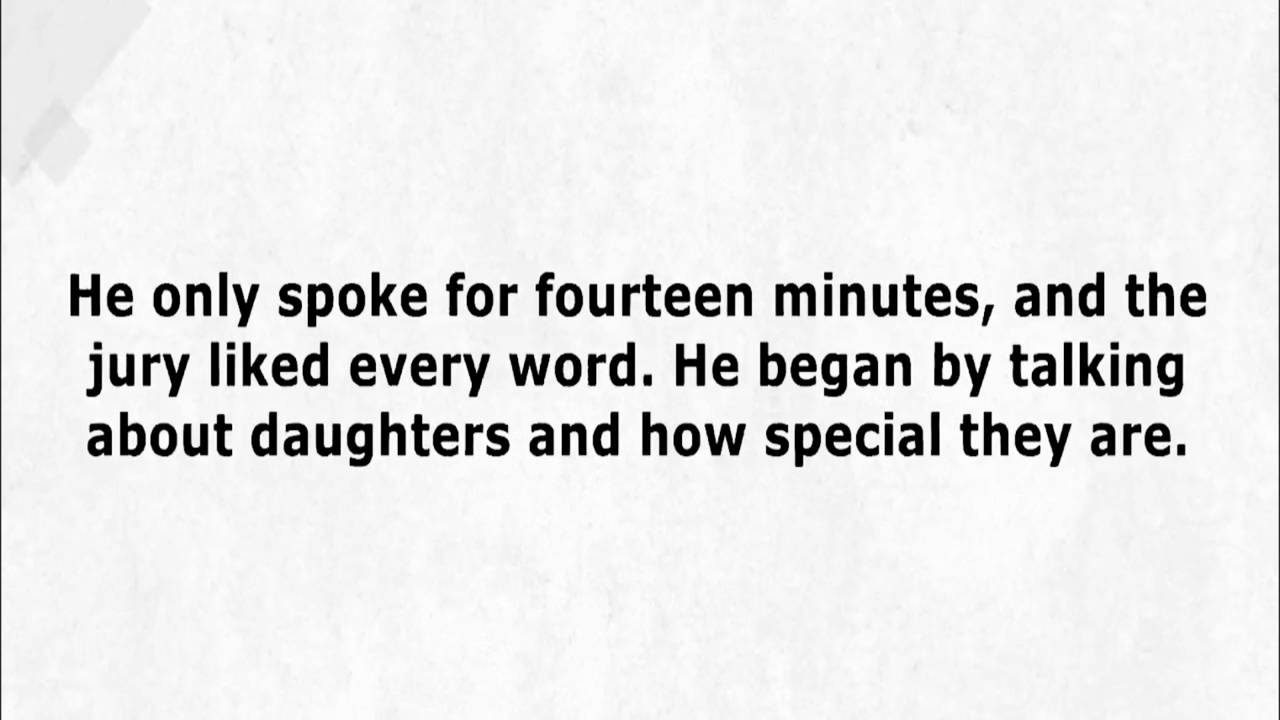 He only spoke for fourteen minutes, and the
jury liked every word. He began by talking
about daughters and how special they are.